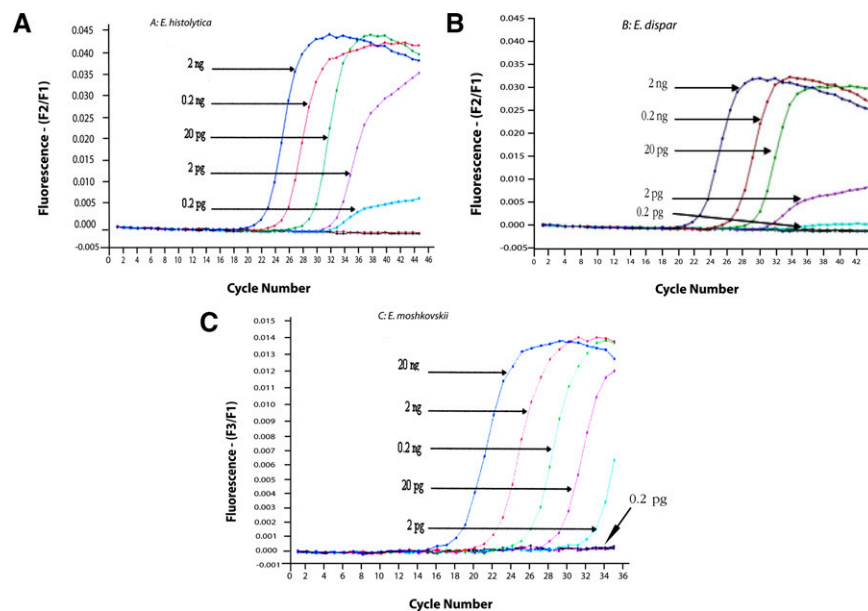 A
A: E. histolytica
0.045
0.040
0.035
0.030
0.025
0.020
0.015
0.010
0.005
0.000
-0.005
Fluorescence - (F2/F1)
2 ng
0.2 ng
20 pg
2 pg
0.2 pg
0 2 4 6 8 10 12 14 16 18 20 22 24 26 28 30 32 34 36 38 40 42 44 46
Cycle Number
B
B: E. dispar
0.045
0.040
0.035
0.030
0.025
0.020
0.015
0.010
0.005
0.000
-0.005
Fluorescence - (F2/F1)
2 ng
0.2 ng
20 pg
2 pg
0.2 pg
0 2 4 6 8 10 12 14 16 18 20 22 24 26 28 30 32 34 36 38 40 42
Cycle Number
C
C: E. moshkovskii
0.015
0.014
0.013
0.012
0.011
0.010
0.009
0.008
0.007
0.006
0.005
0.004
0.003
0.002
0.001
0.000
-0.001
Fluorescence - (F3/F1)
20 ng
2 ng
0.2 ng
20 pg
2 pg
0.2 pg
0 2 4 6 8 10 12 14 16 18 20 22 24 26 28 30 32 34 36
Cycle Number